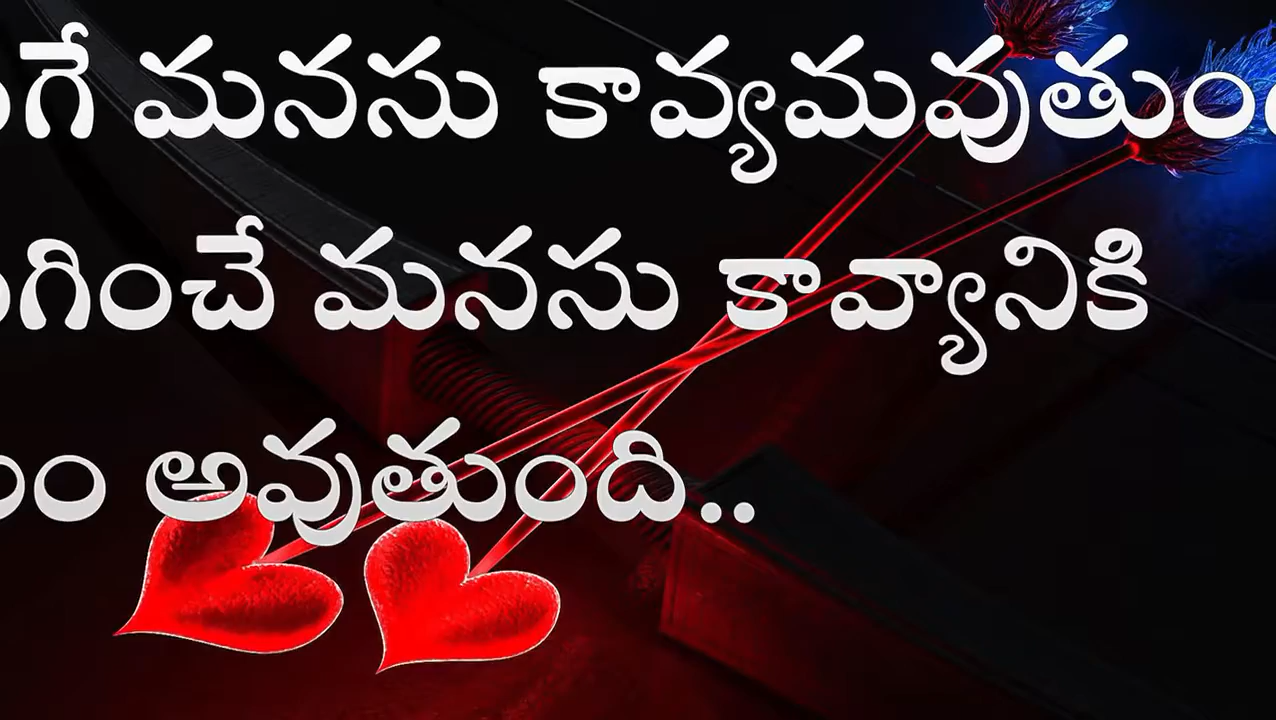 మనసు కావ్యమవుతుంది
మనసు కావ్యానికి
అవుతుంది..